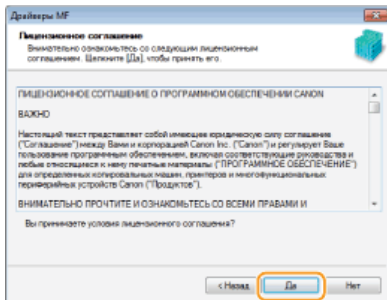 Драйверы MF
Лицензионное соглашение
Внимательно ознакомьтесь со следующим лицензионным
соглашением. Щелкните [Да], чтобы принять его.
ЛИЦЕНЗИОННОЕ СОГЛАШЕНИЕ О ПРОГРАММНОМ ОБЕСПЕЧЕНИИ CANON
ВАЖНО
Настоящий текст представляет собой имеющее юридическую силу соглашение
("Соглашение") между Вами и корпорацией Canon Inc. ("Canon") и регулирует Ваше
пользование программным обеспечением, включая соответствующие руководства и
любые относящиеся к нему печатные материалы ("ПРОГРАММНОЕ ОБЕСПЕЧЕНИЕ")
для определенных копировальных машин, принтеров и многофункциональных
периферийных устройств Canon ("Продуктов").
ВНИМАТЕЛЬНО ПРОЧТИТЕ И ОЗНАКОМЬТЕСЬ СО ВСЕМИ ПРАВАМИ И
Вы принимаете условия лицензионного соглашения?
< Назад Да Нет